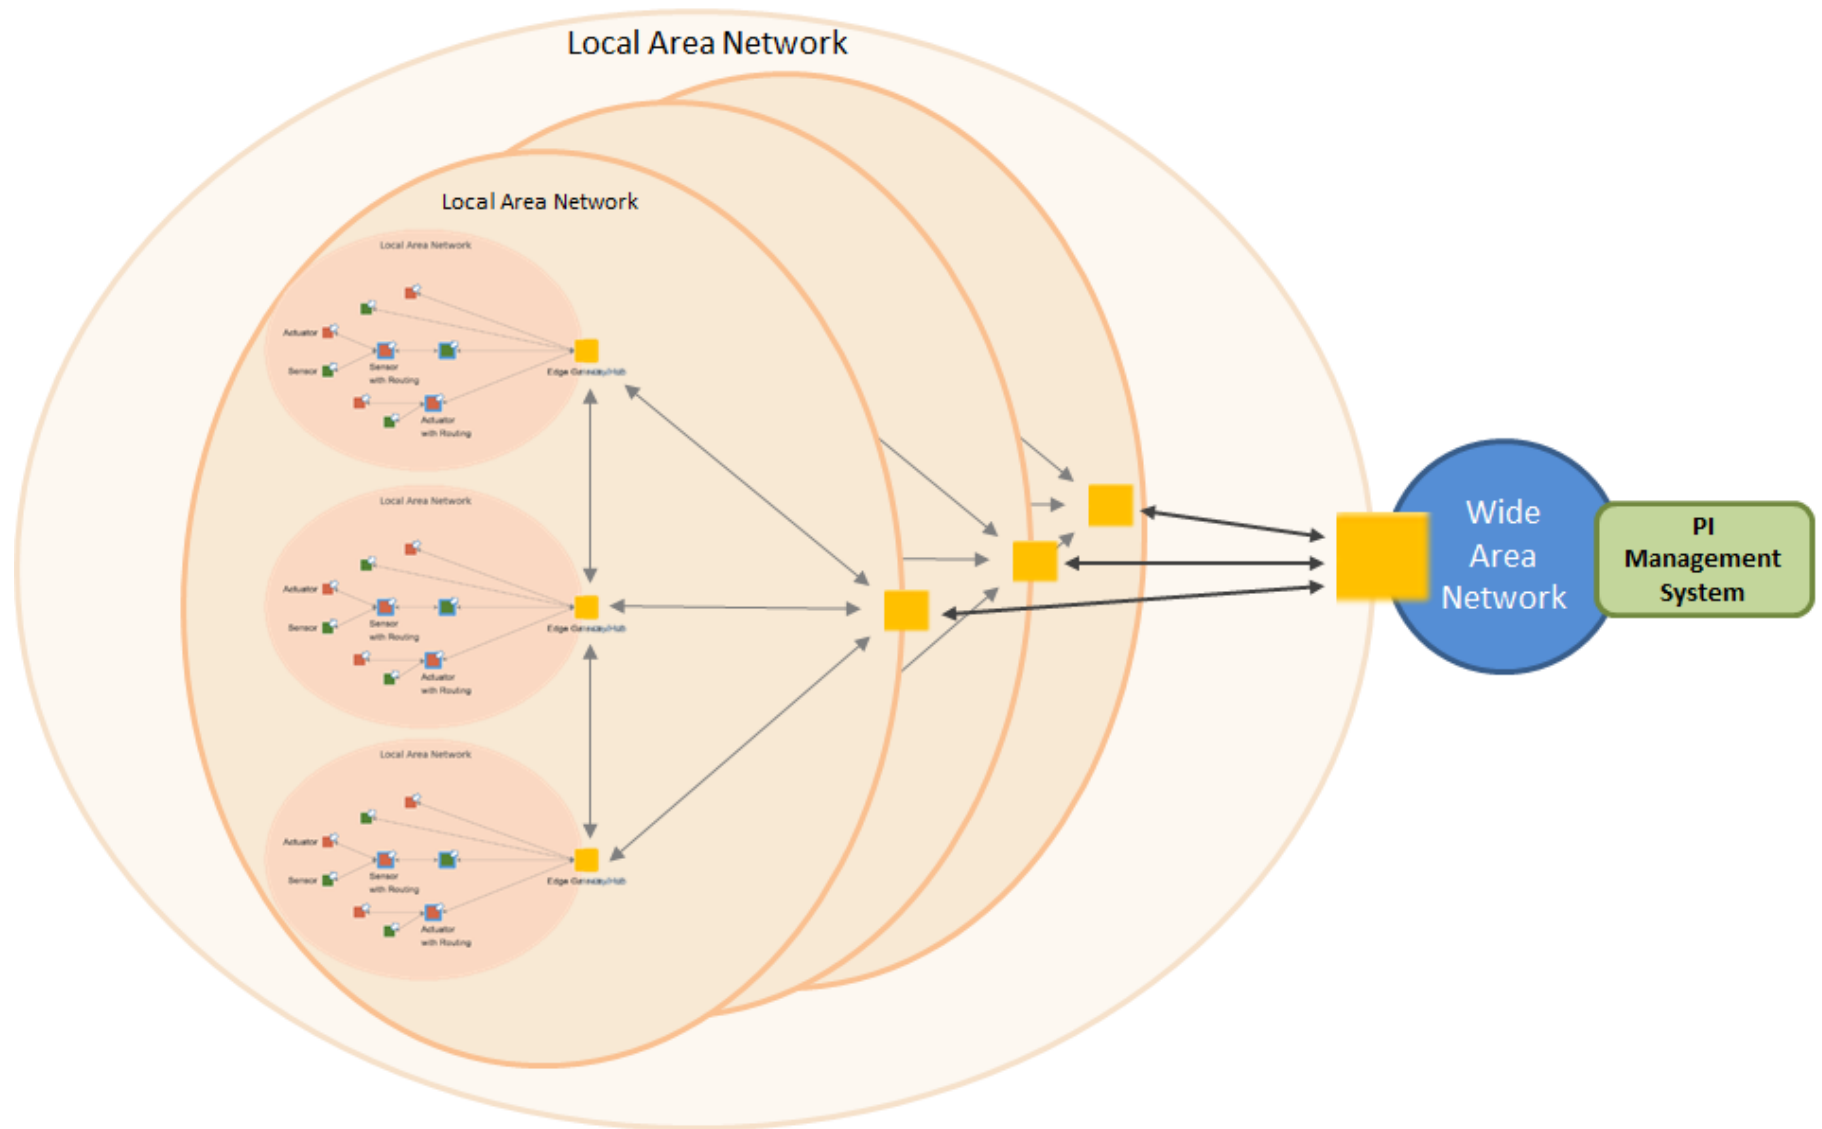 Local Area Network
Local Area Network
Local Area Network
Actuator
Sensor
Sensor
with Routing
Edge Gateway/Hub
Actuator
with Routing
Local Area Network
Actuator
Sensor
Sensor
with Routing
Edge Gateway/Hub
Actuator
with Routing
Local Area Network
Actuator
Sensor
Sensor
with Routing
Edge Gateway/Hub
Actuator
with Routing
Wide
Area
Network
PI
Management
System